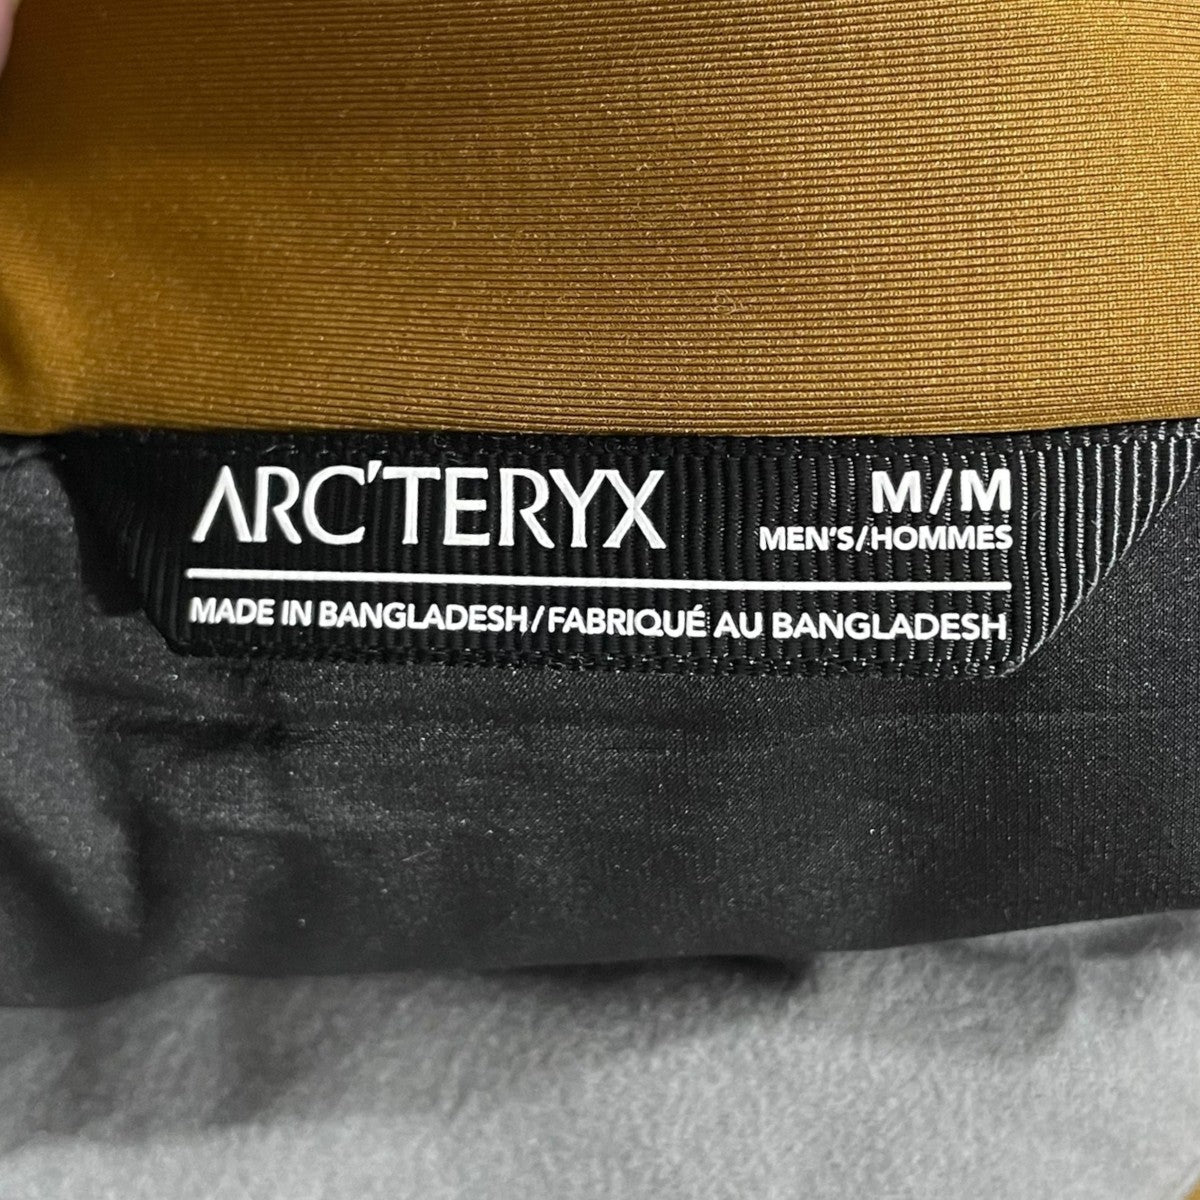 ARC'TERYX
M/M
MEN'S/HOMMES
MADE IN BANGLADESH/FABRIQUÉ AU BANGLADESH